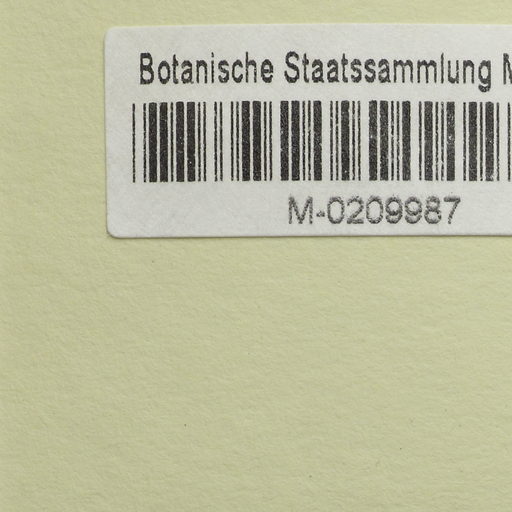 Botanische Staatssammlung
M-0209987